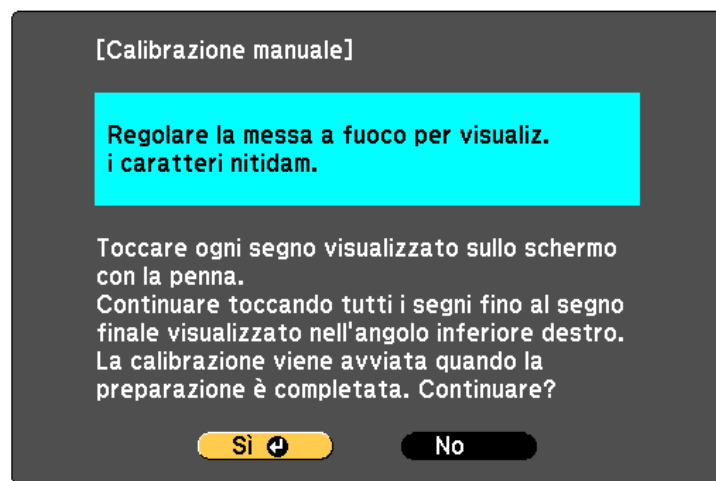 [Calibrazione manuale]
Regolare la messa a fuoco per visualiz.
i caratteri nitidam.
Toccare ogni segno visualizzato sullo schermo
con la penna.
Continuare toccando tutti i segni fino al segno
finale visualizzato nell'angolo inferiore destro.
La calibrazione viene avviata quando la
preparazione è completata. Continuare?
Sì No